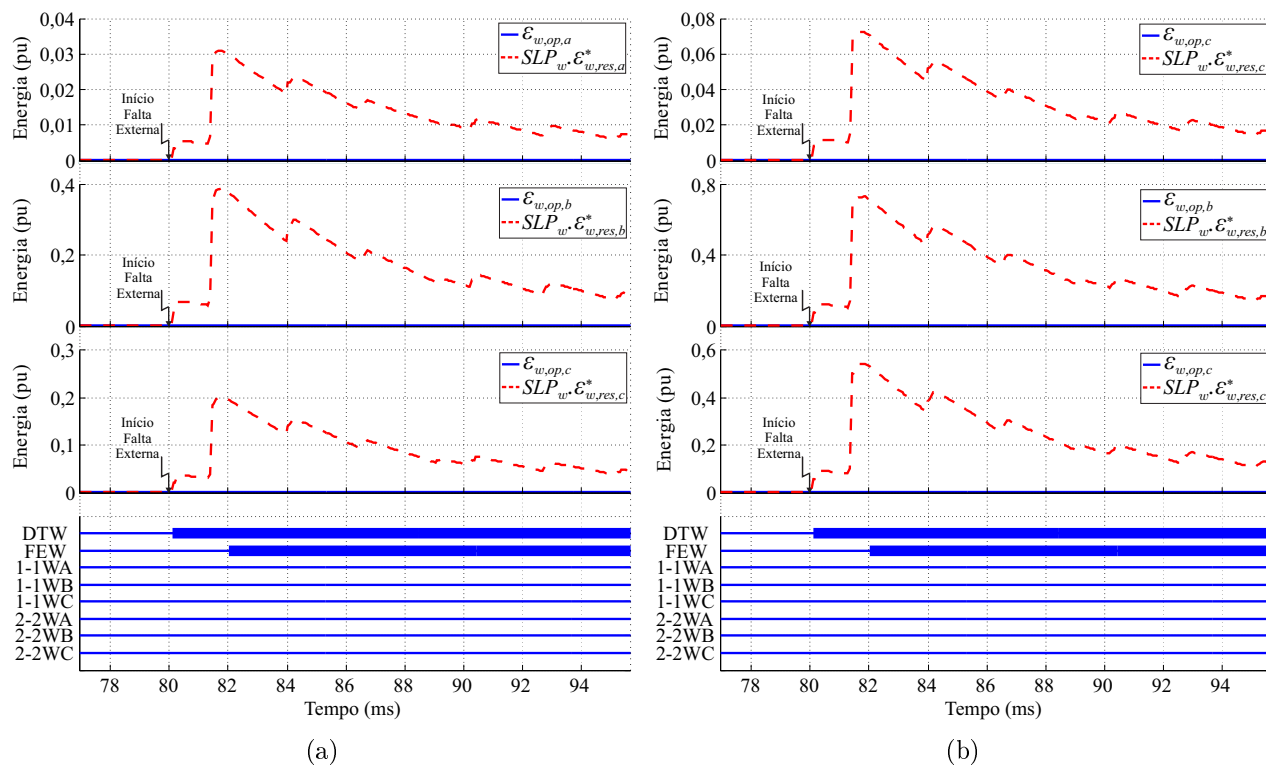 Energia (pu)
0,04
0,03
0,02
0,01
0
Início
Falta
Externa
ε_{w,op,a}
SLP_w.ε*_{w,res,a}
Energia (pu)
0,4
0,2
0
Início
Falta
Externa
ε_{w,op,b}
SLP_w.ε*_{w,res,b}
Energia (pu)
0,3
0,2
0,1
0
Início
Falta
Externa
ε_{w,op,c}
SLP_w.ε*_{w,res,c}
DTW
FEW
1-1WA
1-1WB
1-1WC
2-2WA
2-2WB
2-2WC
78 80 82 84 86 88 90 92 94
Tempo (ms)
(a)
Energia (pu)
0,08
0,06
0,04
0,02
0
Início
Falta
Externa
ε_{w,op,c}
SLP_w.ε*_{w,res,c}
Energia (pu)
0,8
0,4
0
Início
Falta
Externa
ε_{w,op,b}
SLP_w.ε*_{w,res,b}
Energia (pu)
0,6
0,4
0,2
0
Início
Falta
Externa
ε_{w,op,c}
SLP_w.ε*_{w,res,c}
DTW
FEW
1-1WA
1-1WB
1-1WC
2-2WA
2-2WB
2-2WC
78 80 82 84 86 88 90 92 94
Tempo (ms)
(b)